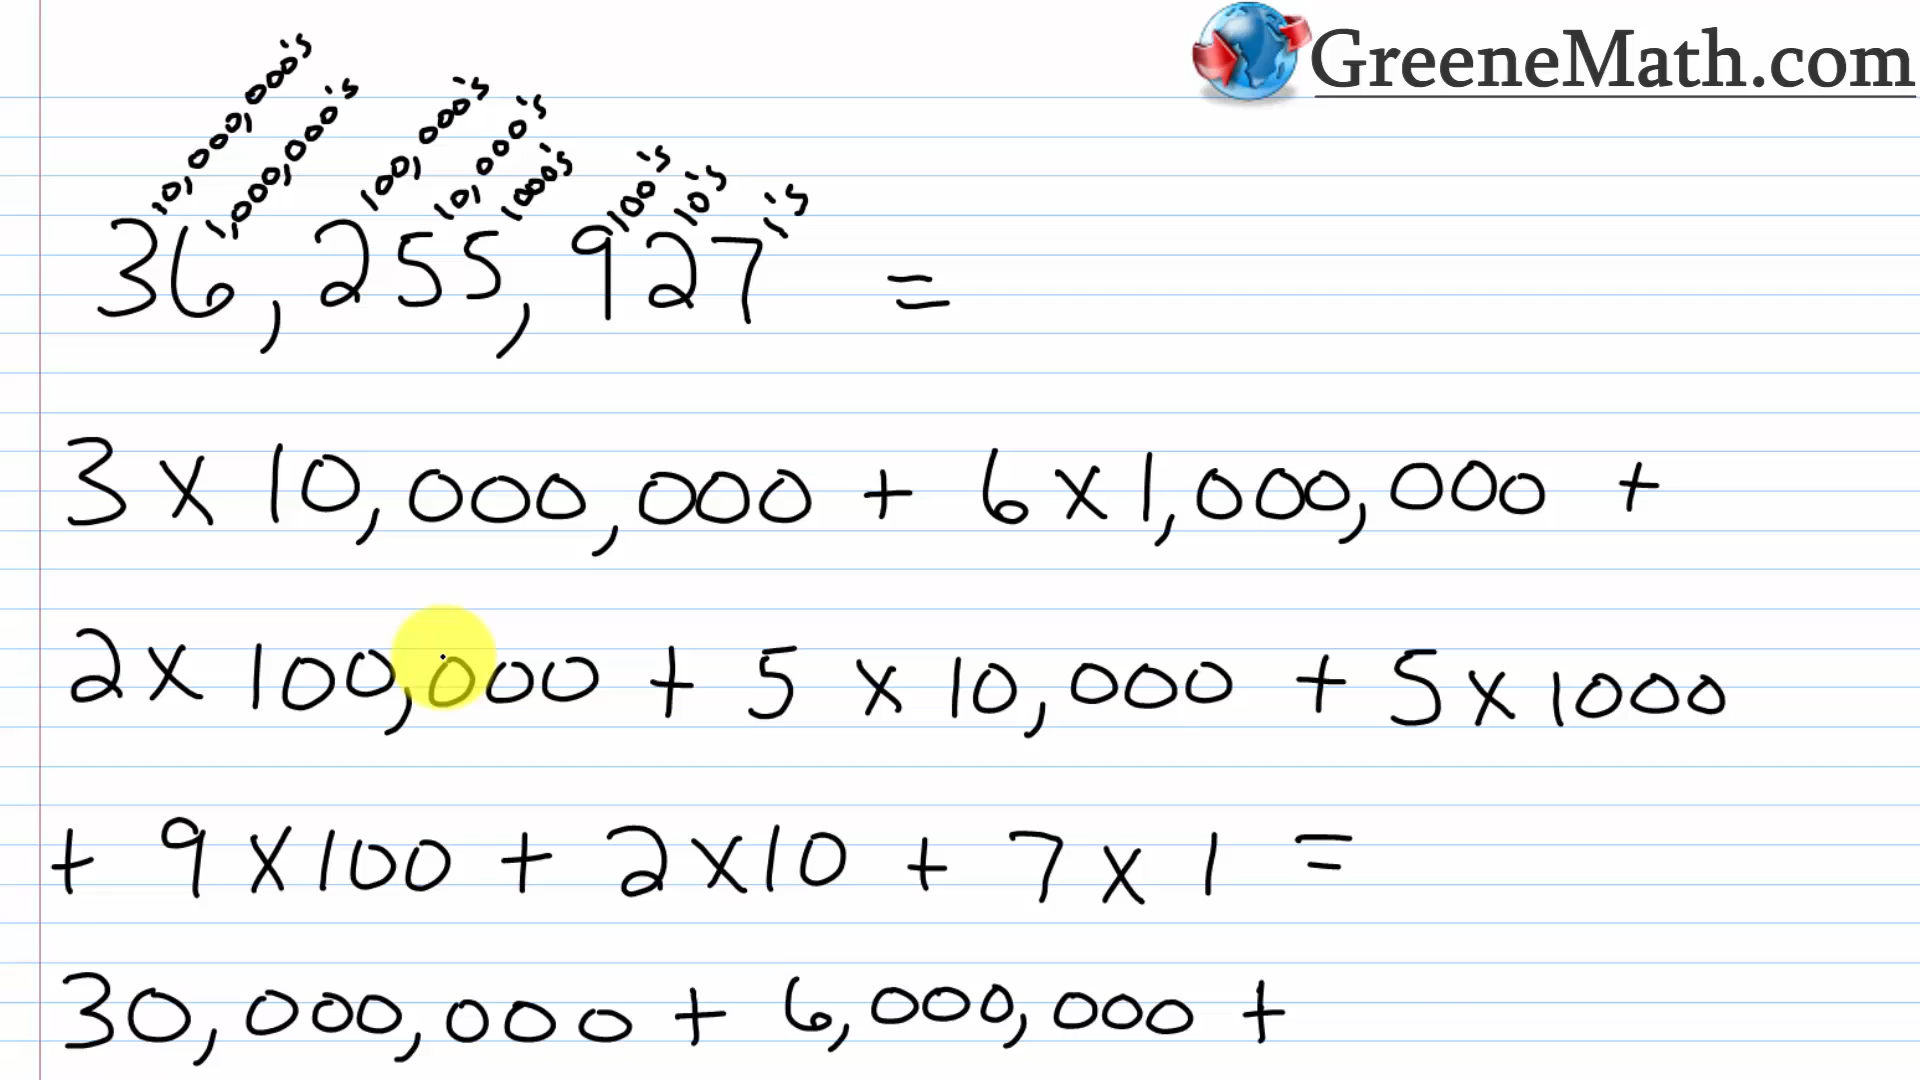 GreeneMath.com
10,000,000's 1,000,000's 100,000's 10,000's 1000's 100's 10's 1's
36,255,927 =
3 x 10,000,000 + 6 x 1,000,000 +
2 x 100,000 + 5 x 10,000 + 5 x 1000
+ 9 x 100 + 2 x 10 + 7 x 1 =
30,000,000 + 6,000,000 +